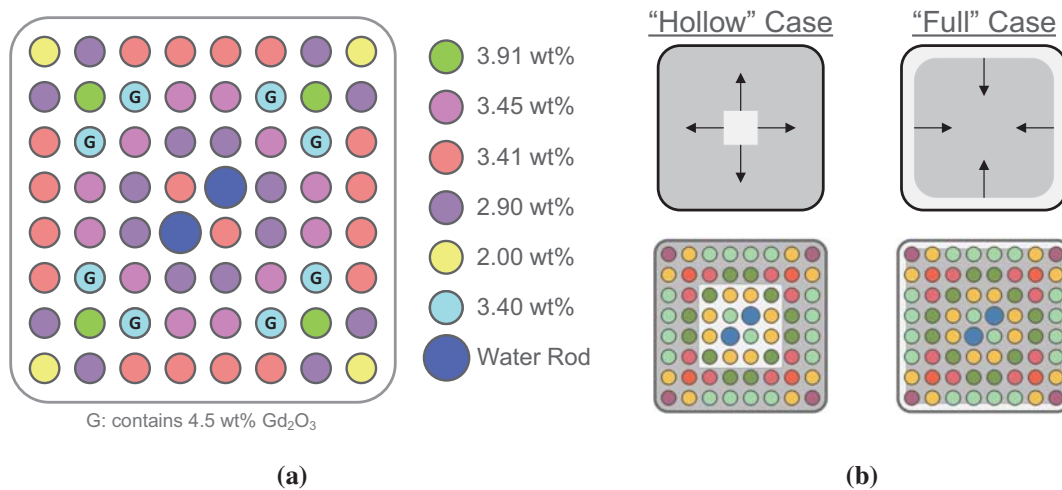 3.91 wt%
3.45 wt%
3.41 wt%
2.90 wt%
2.00 wt%
3.40 wt%
Water Rod
G G
G G
G G
G G
G: contains 4.5 wt% Gd₂O₃
(a)
“Hollow” Case
“Full” Case
(b)